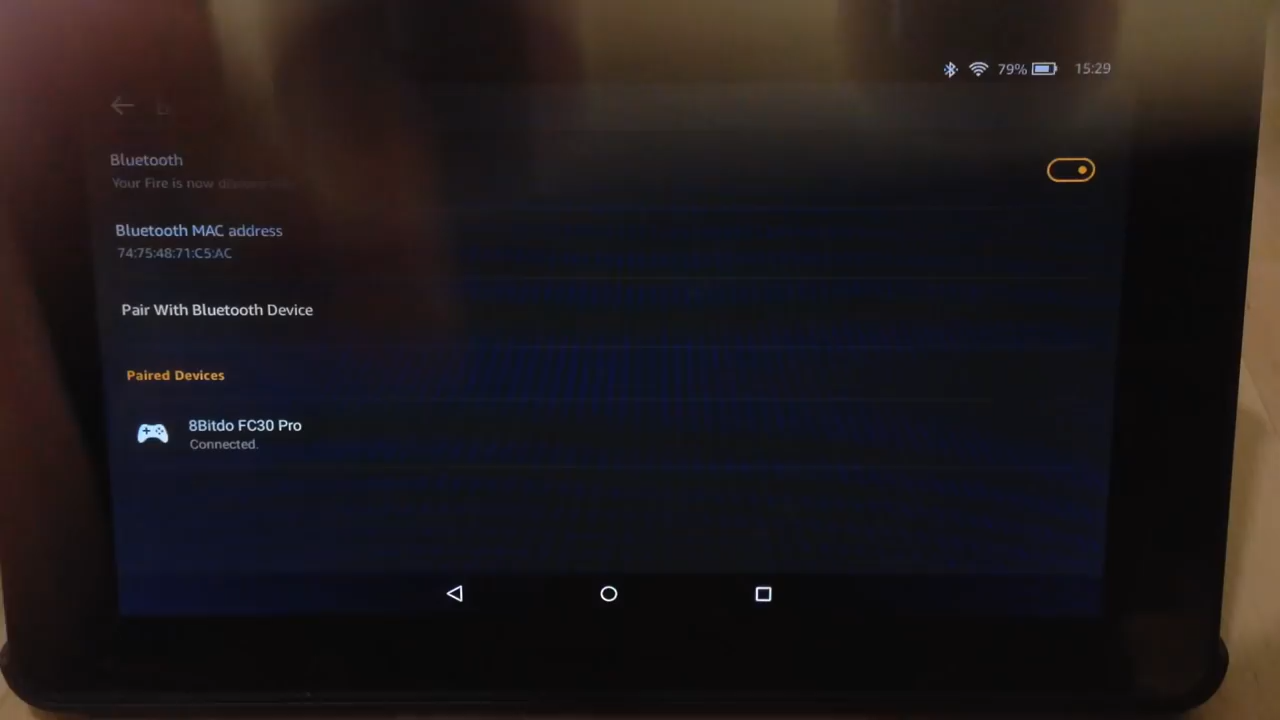 79% 15:29
Bluetooth
Your Fire is now
Bluetooth MAC address
74:75:48:71:C5:AC
Pair With Bluetooth Device
Paired Devices
8Bitdo FC30 Pro
Connected.